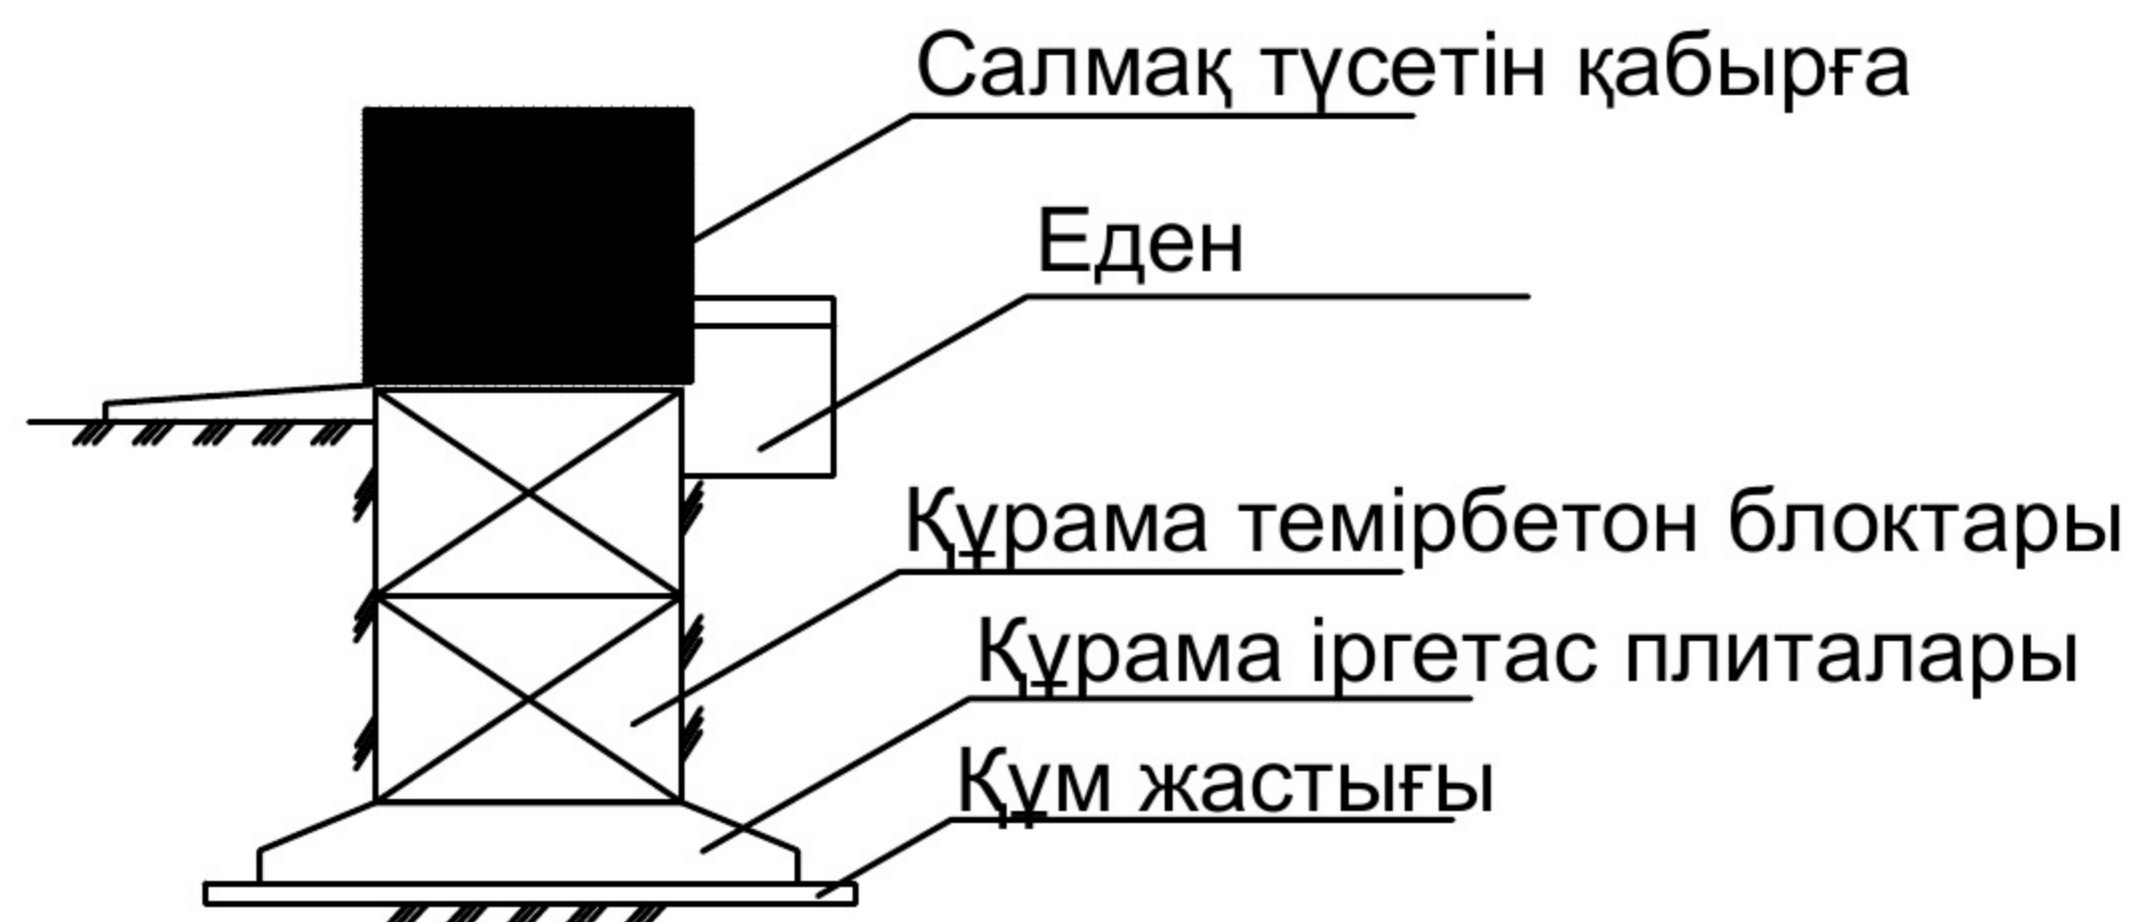 Салмақ түсетін қабырға
Еден
Құрама темірбетон блоктары
Құрама іргетас плиталары
Құм жастығы